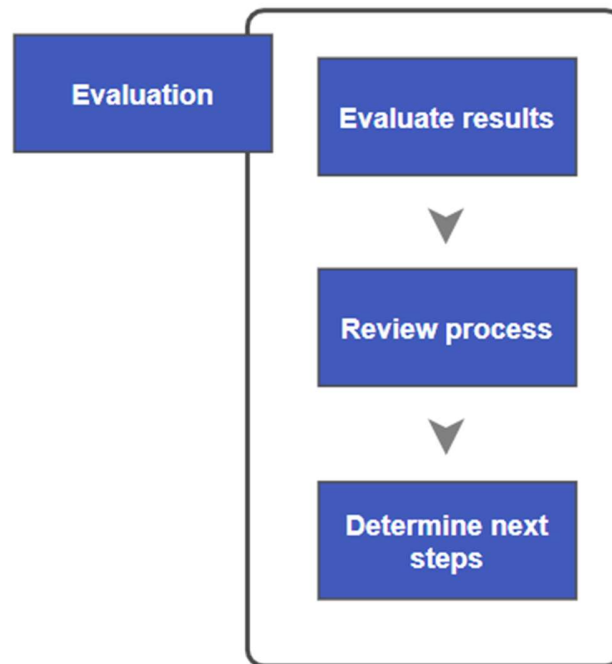 Evaluation
Evaluate results
Review process
Determine next
steps